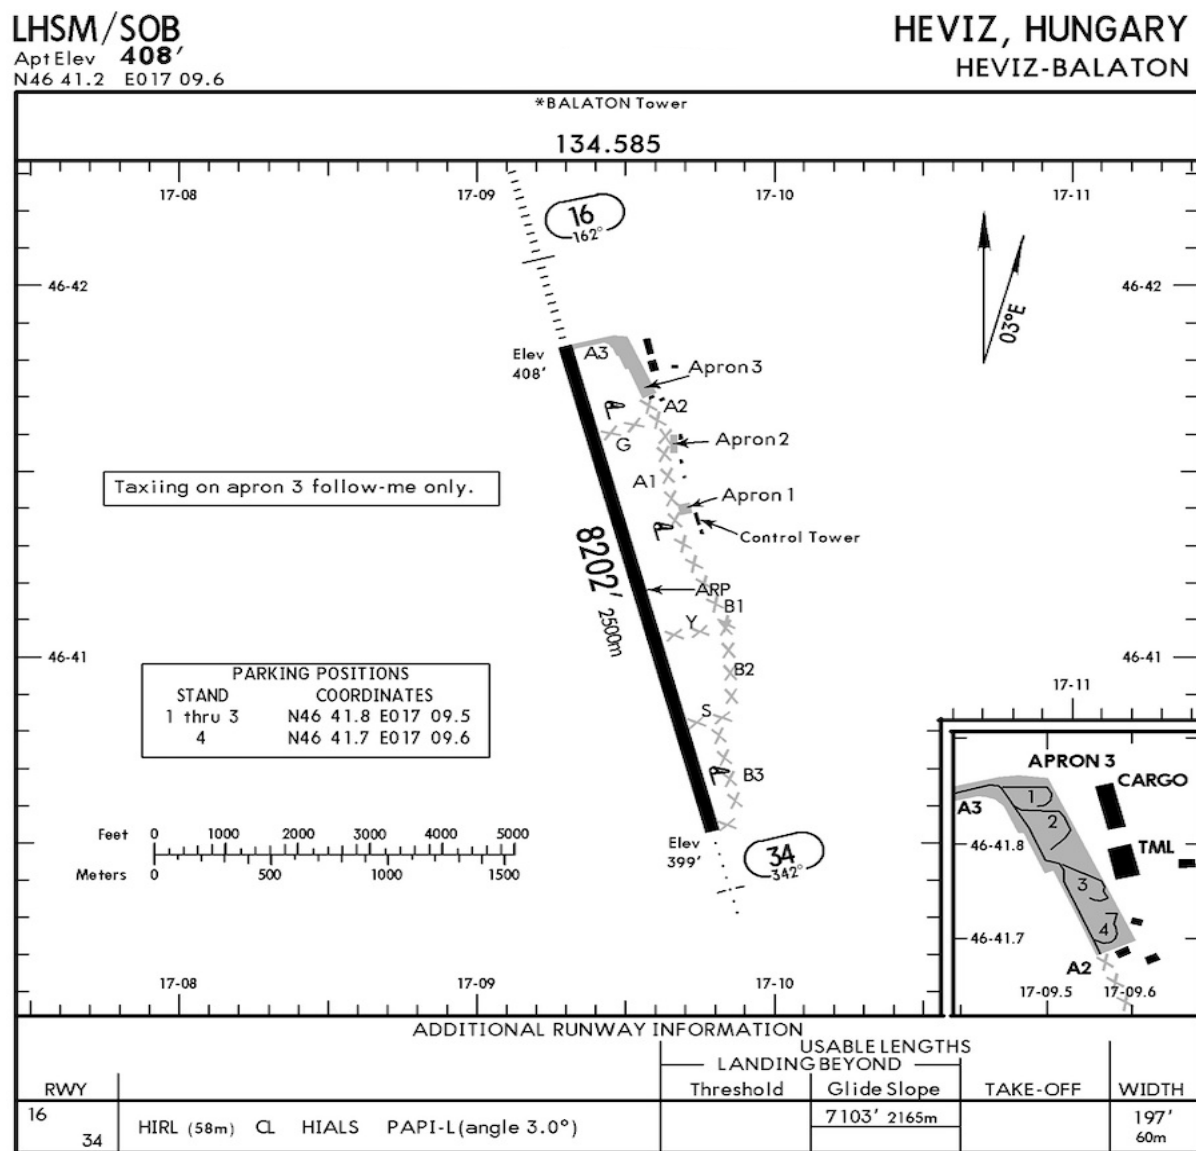 LHSM/SOB
Apt Elev 408'
N46 41.2 E017 09.6
HEVIZ, HUNGARY
HEVIZ-BALATON
*BALATON Tower
134.585
17-08 17-09 17-10 17-11
16
162°
46-42 46-42
03°E
Elev
408'
A3
Apron 3
A2
G
Apron 2
A1
Taxiing on apron 3 follow-me only.
Apron 1
Control Tower
8202' 2500m
ARP
B1
Y
46-41 46-41
B2
PARKING POSITIONS
STAND COORDINATES
1 thru 3 N46 41.8 E017 09.5
4 N46 41.7 E017 09.6
S
B3
17-11
APRON 3
CARGO
A3
1
2
46-41.8
TML
3
4
46-41.7
A2
17-09.5 17-09.6
Feet 0 1000 2000 3000 4000 5000
Meters 0 500 1000 1500
Elev
399'
34
342°
17-08 17-09 17-10
ADDITIONAL RUNWAY INFORMATION
USABLE LENGTHS
LANDING BEYOND
RWY Threshold Glide Slope TAKE-OFF WIDTH
16 7103' 2165m 197'
34 HIRL (58m) CL HIALS PAPI-L(angle 3.0°) 60m